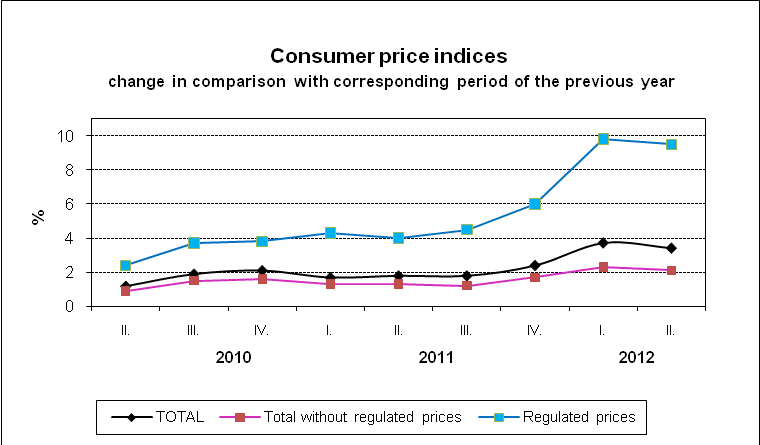 Consumer price indices
change in comparison with corresponding period of the previous year
%
10
8
6
4
2
0
II. III. IV. I. II. III. IV. I. II.
2010 2011 2012
TOTAL Total without regulated prices Regulated prices